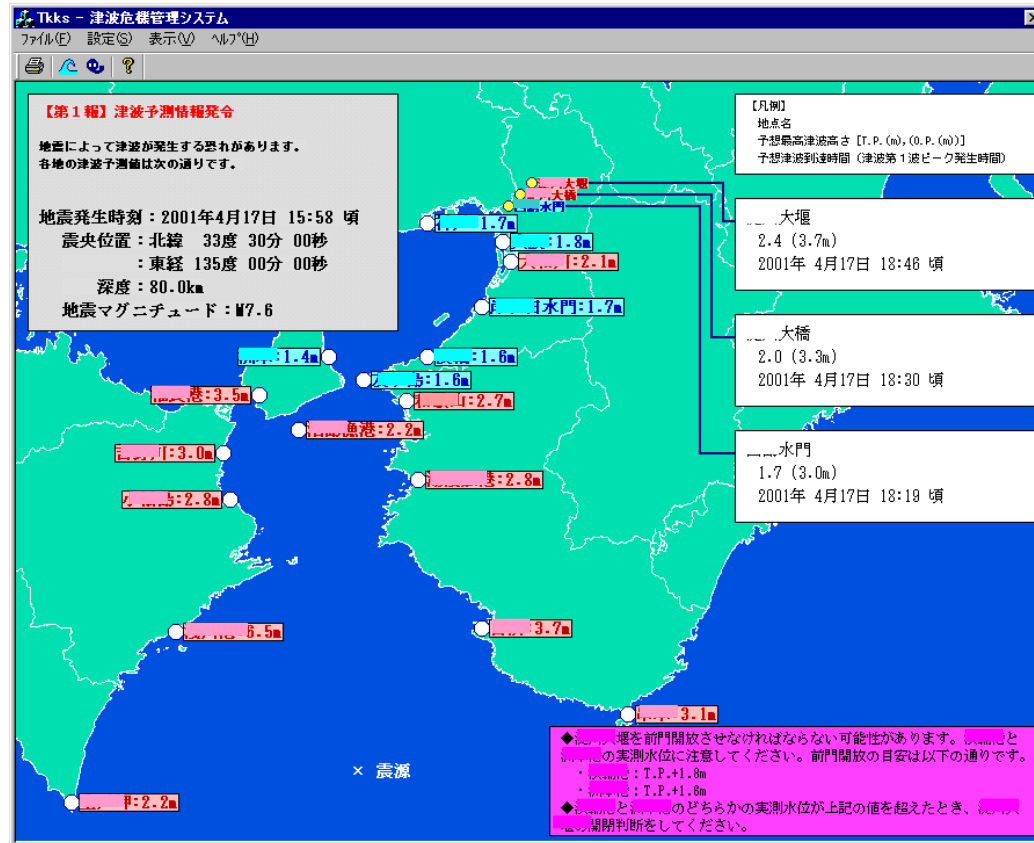 Tkks - 津波危機管理システム
ファイル(F) 設定(S) 表示(V) ヘルプ(H)
【第1報】津波予測情報発令
地震によって津波が発生する恐れがあります。
各地の津波予測値は次の通りです。
地震発生時刻：2001年4月17日 15:58 頃
震央位置：北緯 33度 30分 00秒
：東経 135度 00分 00秒
深度：80.0km
地震マグニチュード：M7.6
【凡例】
地点名
予想最高津波高さ [T.P.(m),(O.P.(m))]
予想津波到達時間（津波第1波ピーク発生時間）
大堰
大橋
水門
1.7m
:1.8m
:2.1m
水門:1.7m
:1.4m
:1.6m
:1.6m
港:3.5m
:2.7m
漁港:2.2m
:3.0m
:2.8m
港:2.8m
6.5m
:3.7m
3.1m
:2.2m
大堰
2.4 (3.7m)
2001年 4月17日 18:46 頃
大橋
2.0 (3.3m)
2001年 4月17日 18:30 頃
水門
1.7 (3.0m)
2001年 4月17日 18:19 頃
× 震源
◆堰を前門開放させなければならない可能性があります。と
の実測水位に注意してください。前門開放の目安は以下の通りです。
・：T.P.+1.8m
・：T.P.+1.6m
◆とのどちらかの実測水位が上記の値を超えたとき、
の開閉判断をしてください。